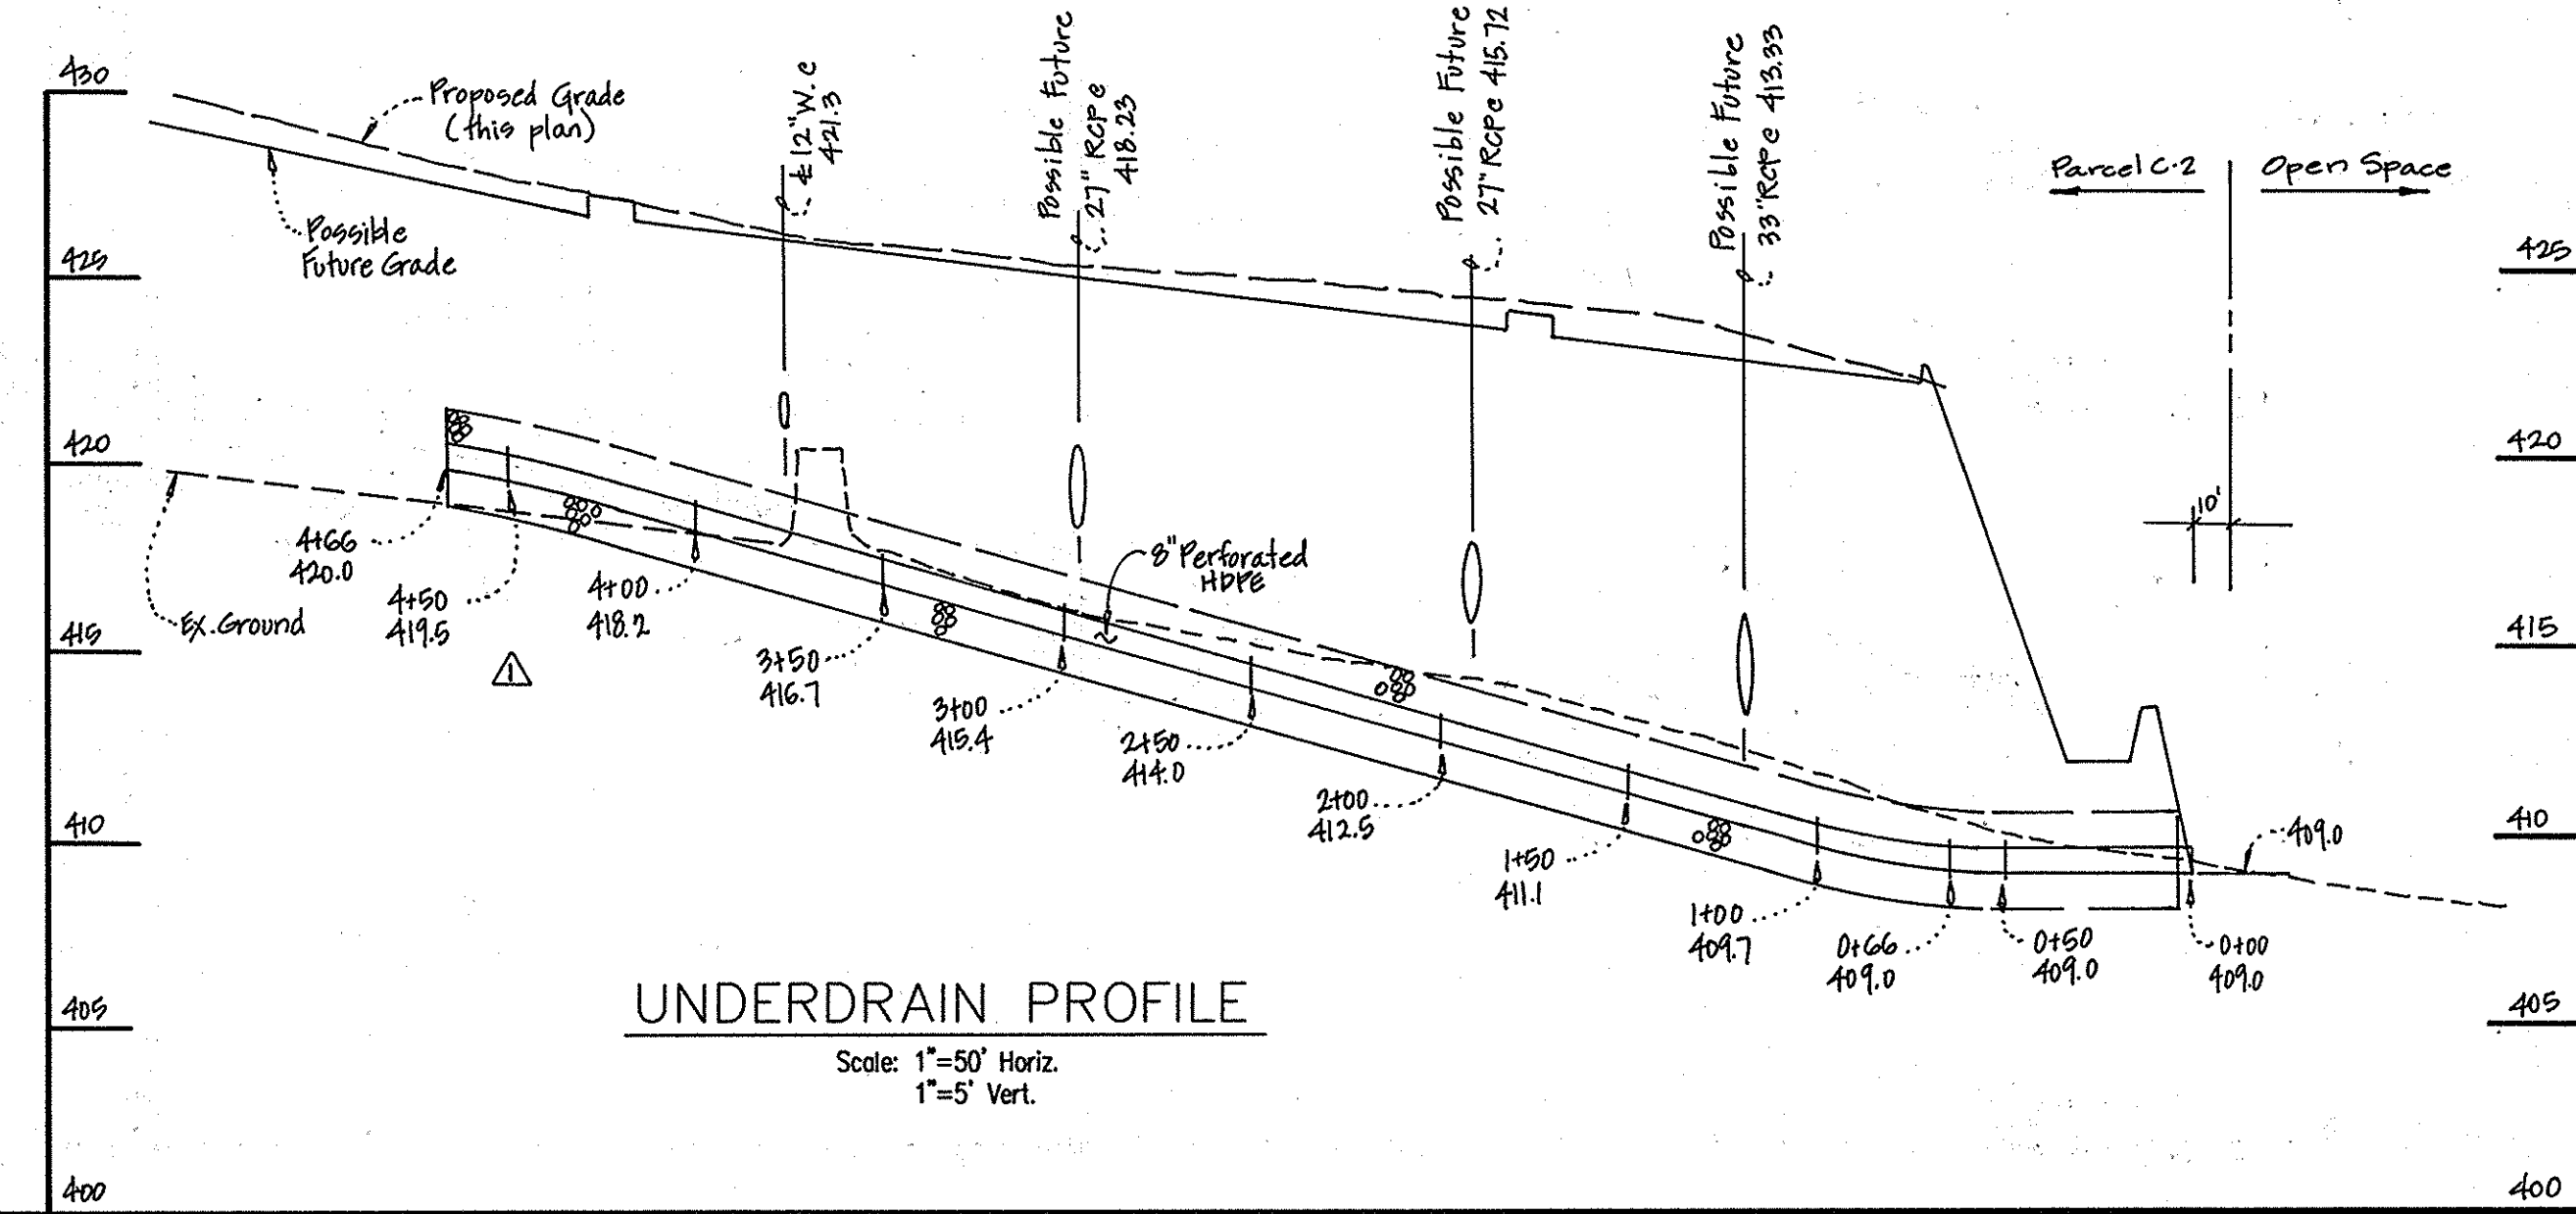 430
425
420
415
410
405
400
Proposed Grade
(this plan)
Possible
Future Grade
℄ 12" W. @
421.3
Possible Future
27" RCP @
418.23
Possible Future
27" RCP @ 415.72
Possible Future
33" RCP @ 413.33
Parcel C-2
Open Space
425
420
415
410
405
400
10'
Ex. Ground
4+66
420.0
4+50
419.5
1
4+00
418.2
3+50
416.7
3+00
415.4
8" Perforated
HDPE
2+50
414.0
2+00
412.5
1+50
411.1
1+00
409.7
0+66
409.0
0+50
409.0
0+00
409.0
409.0
UNDERDRAIN PROFILE
Scale: 1"=50' Horiz.
1"=5' Vert.